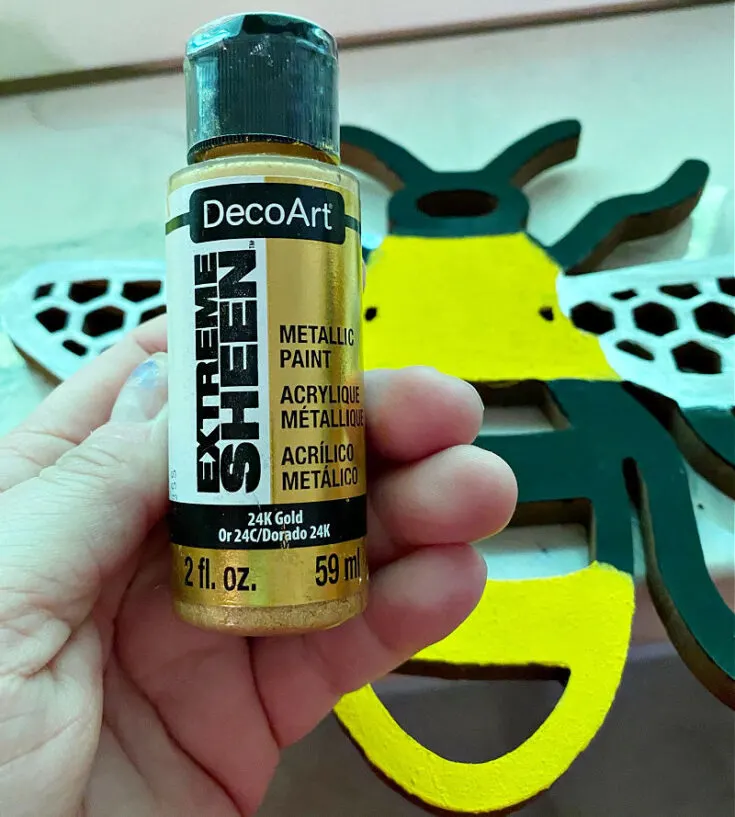 DecoArt®
EXTREME
SHEEN™
METALLIC
PAINT
ACRYLIQUE
MÉTALLIQUE
ACRÍLICO
METÁLICO
24K Gold
Or 24C/Dorado 24K
2 fl. oz. 59 ml